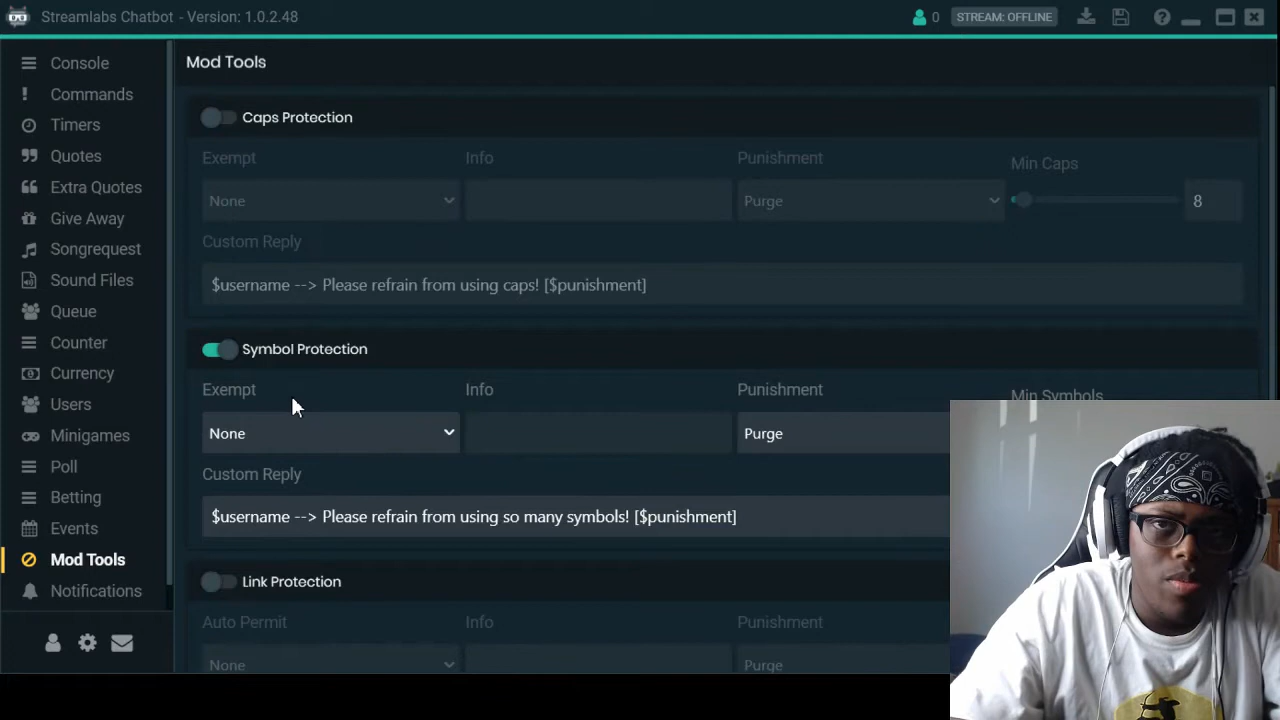 Streamlabs Chatbot - Version: 1.0.2.48
0
STREAM: OFFLINE
Console
Commands
Timers
Quotes
Extra Quotes
Give Away
Songrequest
Sound Files
Queue
Counter
Currency
Users
Minigames
Poll
Betting
Events
Mod Tools
Notifications
Mod Tools
Caps Protection
Exempt Info Punishment Min Caps
None Purge 8
Custom Reply
$username --> Please refrain from using caps! [$punishment]
Symbol Protection
Exempt Info Punishment Min Symbols
None Purge
Custom Reply
$username --> Please refrain from using so many symbols! [$punishment]
Link Protection
Auto Permit Info Punishment
None Purge